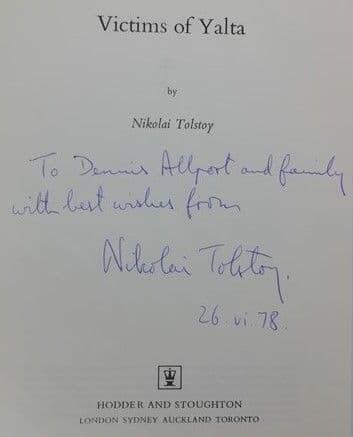 Victims of Yalta
by
Nikolai Tolstoy
To Dennis Allport and family
with best wishes from
Nikolai Tolstoy.
26.vi.78.
HODDER AND STOUGHTON
LONDON SYDNEY AUCKLAND TORONTO